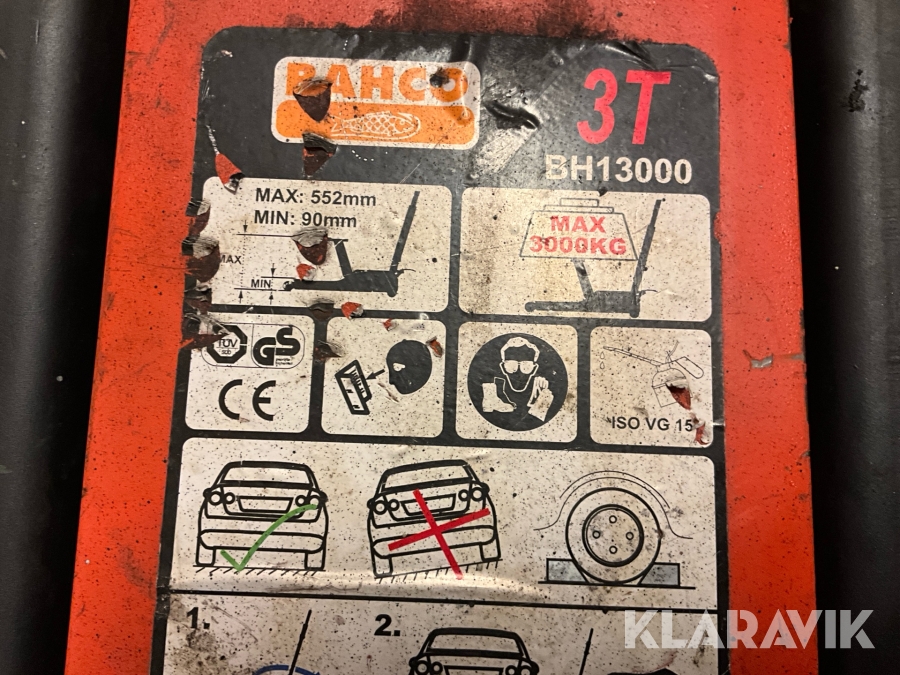 BAHCO
3T
BH13000
MAX: 552mm
MIN: 90mm
MAX
MIN
MAX
3000KG
TÜV
GS
CE
ISO VG 15
1.
2.
KLARAVIK